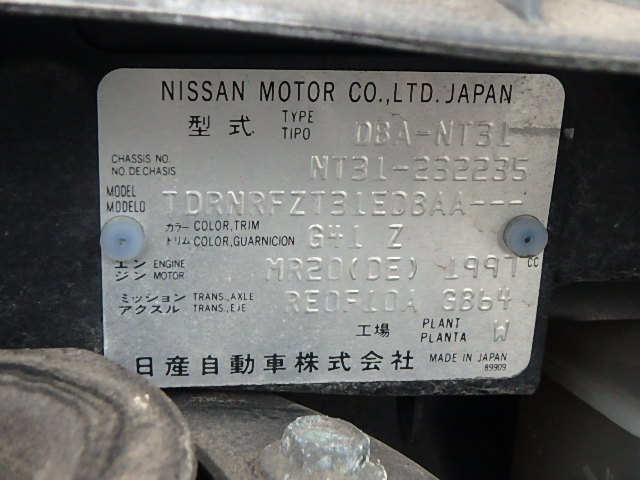 NISSAN MOTOR CO.,LTD. JAPAN
型式 TYPE TIPO DBA-NT31
CHASSIS NO. NO.DE CHASIS NT31-232235
MODEL MODELO TDRNRFZT31EDBAA---
カラー COLOR,TRIM トリム COLOR,GUARNICION G41 Z
エンジン ENGINE MOTOR MR20(DE) 1997 cc
ミッション TRANS.,AXLE アクスル TRANS.,EJE RE0F10A GB64
工場 PLANT PLANTA W
日産自動車株式会社 MADE IN JAPAN
89909